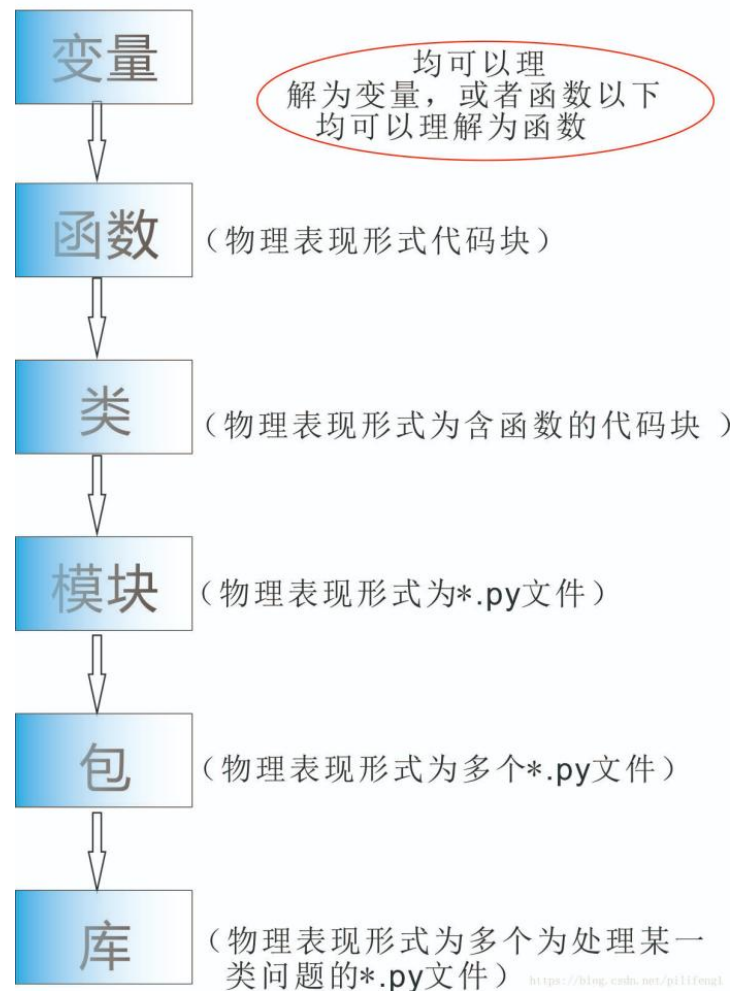 变量
均可以理
解为变量，或者函数以下
均可以理解为函数
函数
（物理表现形式代码块）
类
（物理表现形式为含函数的代码块 ）
模块
（物理表现形式为*.py文件）
包
（物理表现形式为多个*.py文件）
库
（物理表现形式为多个为处理某一
类问题的*.py文件）
https://blog.csdn.net/pilifeng1